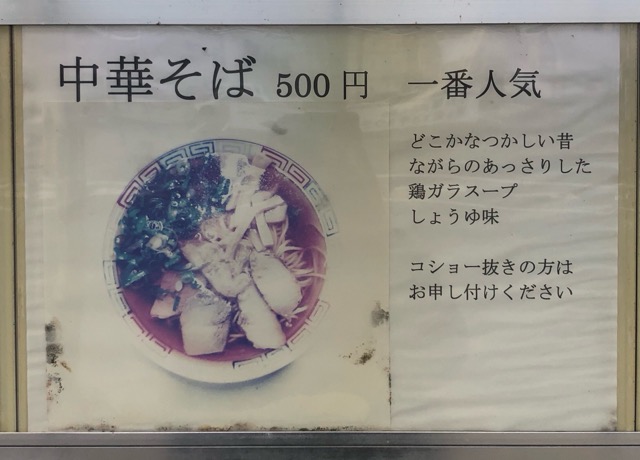 中華そば 500円 一番人気
どこかなつかしい昔
ながらのあっさりした
鶏ガラスープ
しょうゆ味
コショー抜きの方は
お申し付けください